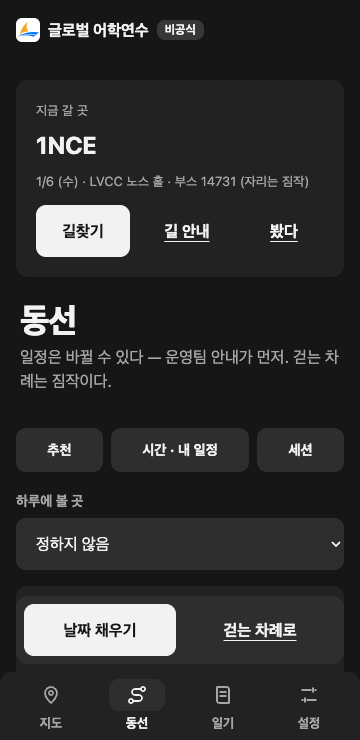 글로벌 어학연수 비공식
지금 갈 곳
1NCE
1/6 (수) · LVCC 노스 홀 · 부스 14731 (자리는 짐작)
길찾기 길 안내 봤다
동선
일정은 바뀔 수 있다 — 운영팀 안내가 먼저. 걷는 차
례는 짐작이다.
추천 시간 · 내 일정 세션
하루에 볼 곳
정하지 않음
날짜 채우기 걷는 차례로
지도 동선 일기 설정